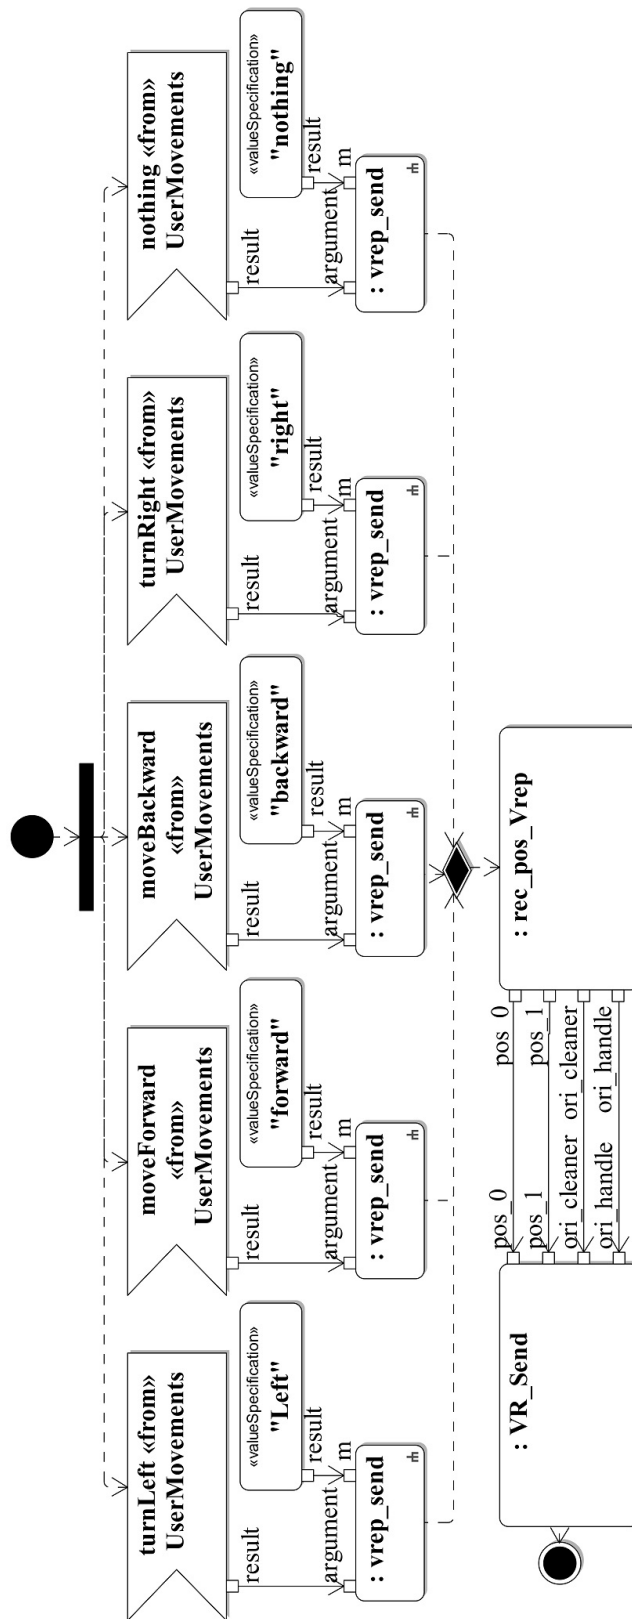 turnLeft «from»
UserMovements
result
«valueSpecification»
"Left"
result
argument
m
: vrep_send
moveForward
«from»
UserMovements
result
«valueSpecification»
"forward"
result
argument
m
: vrep_send
moveBackward
«from»
UserMovements
result
«valueSpecification»
"backward"
result
argument
m
: vrep_send
turnRight «from»
UserMovements
result
«valueSpecification»
"right"
result
argument
m
: vrep_send
nothing «from»
UserMovements
result
«valueSpecification»
"nothing"
result
argument
m
: vrep_send
: VR_Send
pos_0 pos_0
pos_1 pos_1
ori_cleaner ori_cleaner
ori_handle ori_handle
: rec_pos_Vrep